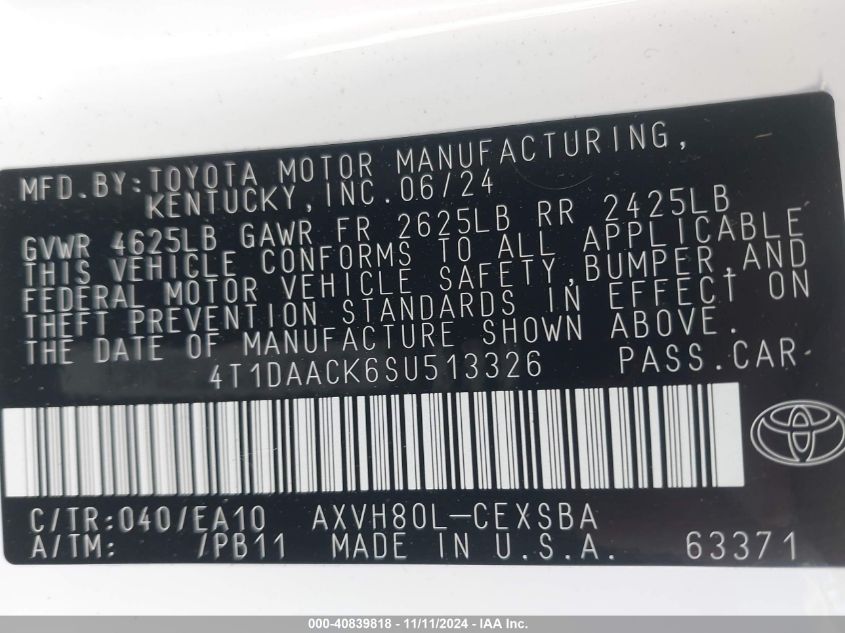 MFD.BY:TOYOTA MOTOR MANUFACTURING,
KENTUCKY,INC.06/24
GVWR 4625LB GAWR FR 2625LB RR 2425LB
THIS VEHICLE CONFORMS TO ALL APPLICABLE
FEDERAL MOTOR VEHICLE SAFETY,BUMPER,AND
THEFT PREVENTION STANDARDS IN EFFECT ON
THE DATE OF MANUFACTURE SHOWN ABOVE.
4T1DAACK6SU513326 PASS.CAR
C/TR:040/EA10 AXVH80L-CEXSBA
A/TM: /PB11 MADE IN U.S.A. 63371
000-40839818 - 11/11/2024 - IAA Inc.